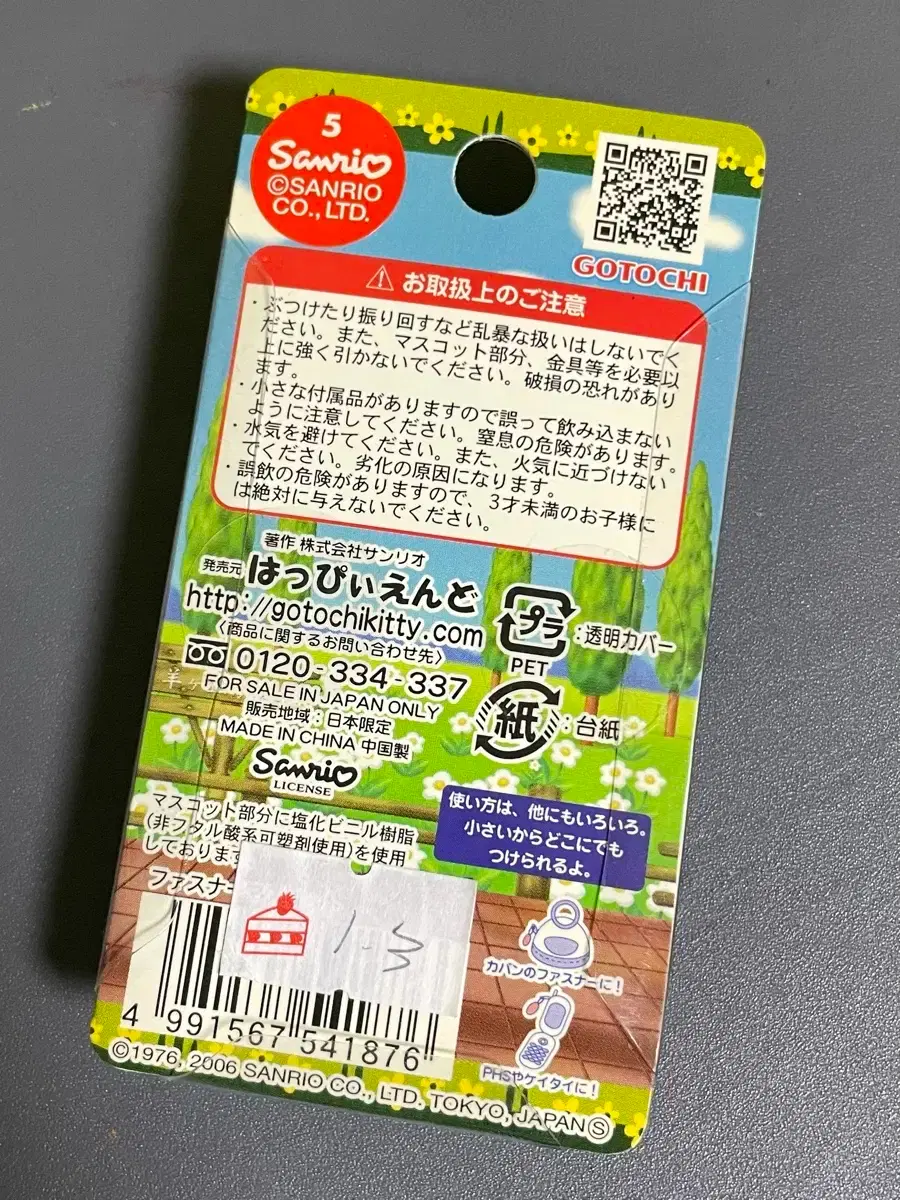 5
Sanrio
©SANRIO
CO., LTD.
GOTOCHI
お取扱上のご注意
・ぶつけたり振り回すなど乱暴な扱いはしないでく
ださい。また、マスコット部分、金具等を必要以
上に強く引かないでください。破損の恐れがあり
ます。
・小さな付属品がありますので誤って飲み込まない
ように注意してください。窒息の危険があります。
・水気を避けてください。また、火気に近づけない
でください。劣化の原因になります。
・誤飲の危険がありますので、3才未満のお子様に
は絶対に与えないでください。
著作 株式会社サンリオ
発売元 はっぴぃえんど
http://gotochikitty.com
〈商品に関するお問い合わせ先〉
0120-334-337
FOR SALE IN JAPAN ONLY
販売地域：日本限定
MADE IN CHINA 中国製
Sanrio
LICENSE
プラ：透明カバー
PET
紙：台紙
マスコット部分に塩化ビニル樹脂
(非フタル酸系可塑剤使用)を使用
しております
ファスナー
使い方は、他にもいろいろ。
小さいからどこにでも
つけられるよ。
カバンのファスナーに！
PHSやケイタイに！
4 991567 541876
©1976, 2006 SANRIO CO., LTD. TOKYO, JAPAN Ⓢ